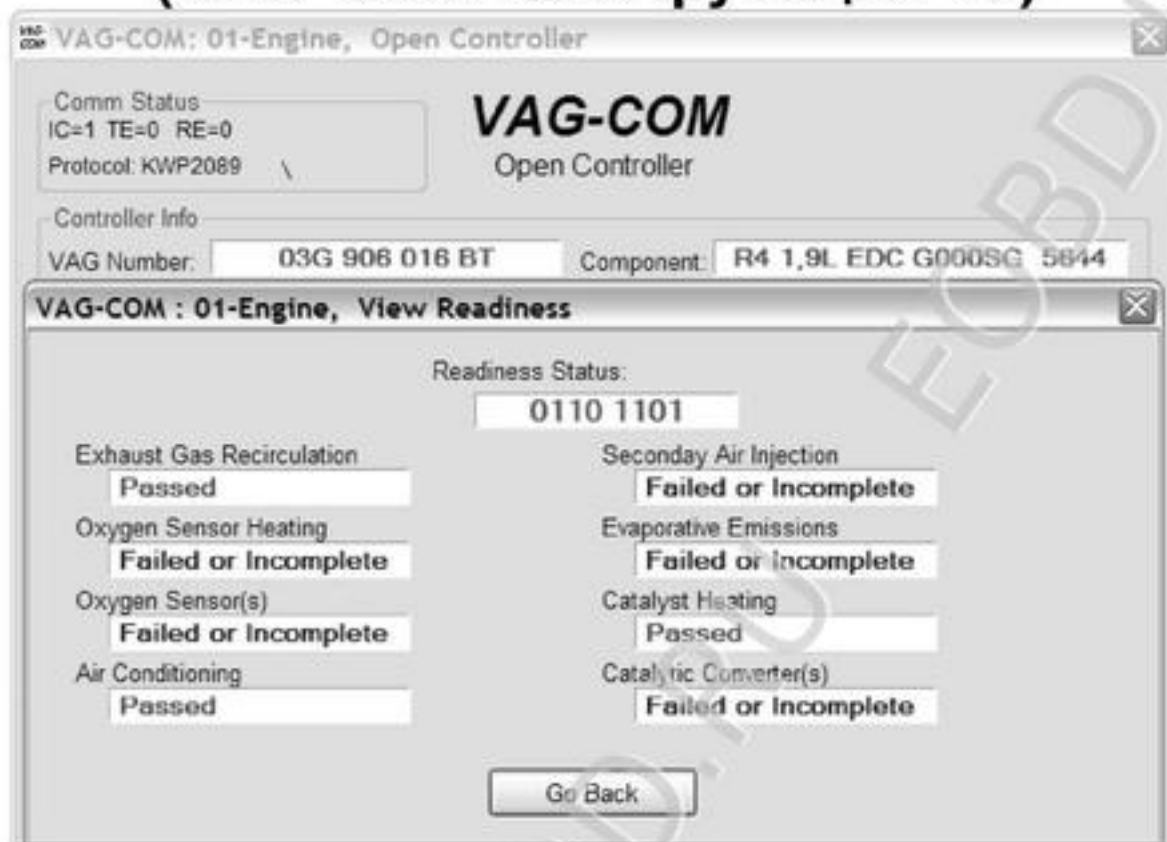 VAG-COM: 01-Engine, Open Controller
Comm Status
IC=1 TE=0 RE=0
Protocol: KWP2089 \
VAG-COM
Open Controller
Controller Info
VAG Number: 03G 906 016 BT Component: R4 1,9L EDC G000SG 5644
VAG-COM : 01-Engine, View Readiness
Readiness Status:
0110 1101
Exhaust Gas Recirculation
Passed
Oxygen Sensor Heating
Failed or Incomplete
Oxygen Sensor(s)
Failed or Incomplete
Air Conditioning
Passed
Seconday Air Injection
Failed or Incomplete
Evaporative Emissions
Failed or Incomplete
Catalyst Heating
Passed
Catalytic Converter(s)
Failed or Incomplete
Go Back